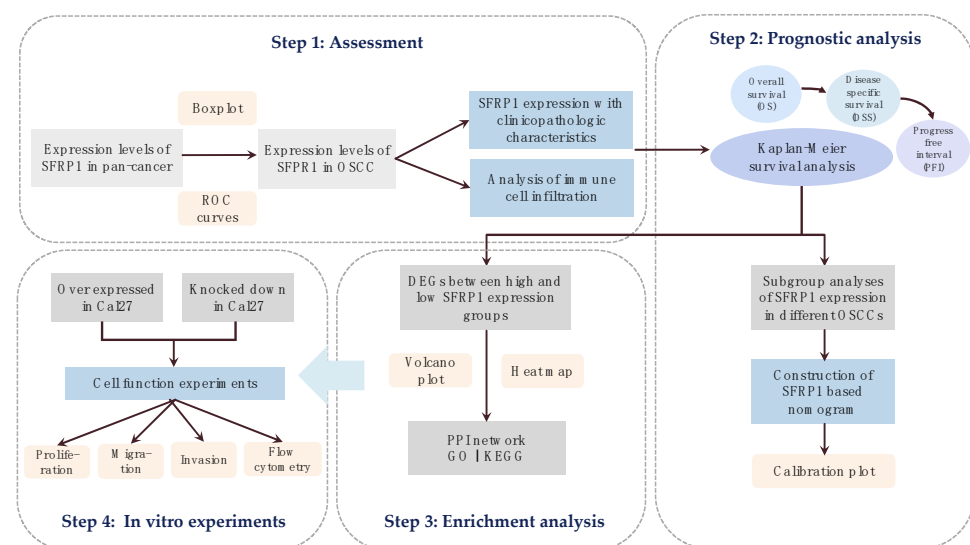 Step 1: Assessment
Boxplot
Expression levels of
SFRP1 in pan-cancer
Expression levels of
SFPR1 in OSCC
ROC
curves
SFRP1 expression with
clinicopathologic
characteristics
Analysis of immune
cell infiltration
Step 2: Prognostic analysis
Overall
survival
(OS)
Disease
specific
survival
(DSS)
Progress
free
interval
(PFI)
Kaplan-Meier
survival analysis
Subgroup analyses
of SFRP1 expression
in different OSCCs
Construction of
SFRP1 based
nomogram
Calibration plot
DEGs between high and
low SFRP1 expression
groups
Volcano
plot
Heatmap
PPI network
GO | KEGG
Step 3: Enrichment analysis
Overexpressed
in Cal27
Knocked down
in Cal27
Cell function experiments
Prolife-
ration
Migra-
tion
Invasion
Flow
cytometry
Step 4: In vitro experiments